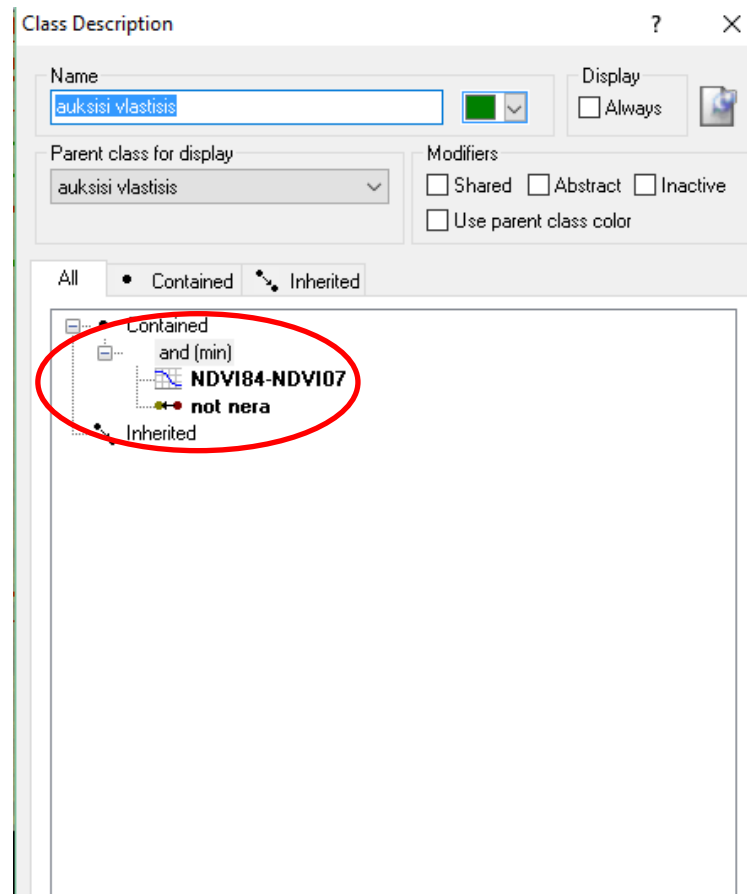 Class Description
Name
auksisi vlastisis
Display
Always
Parent class for display
auksisi vlastisis
Modifiers
Shared Abstract Inactive
Use parent class color
All Contained Inherited
Contained
and (min)
NDVI84-NDVI07
not nera
Inherited